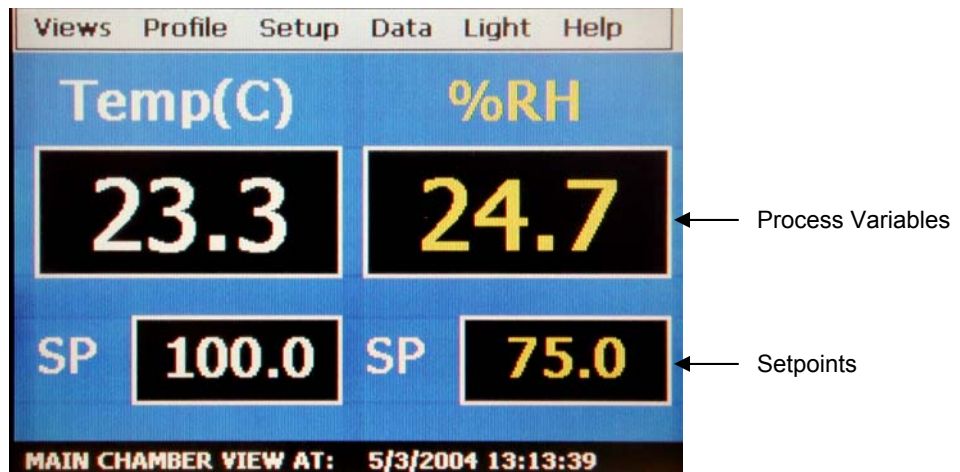 Views Profile Setup Data Light Help
Temp(C) %RH
23.3 24.7
Process Variables
SP 100.0 SP 75.0
Setpoints
MAIN CHAMBER VIEW AT: 5/3/2004 13:13:39